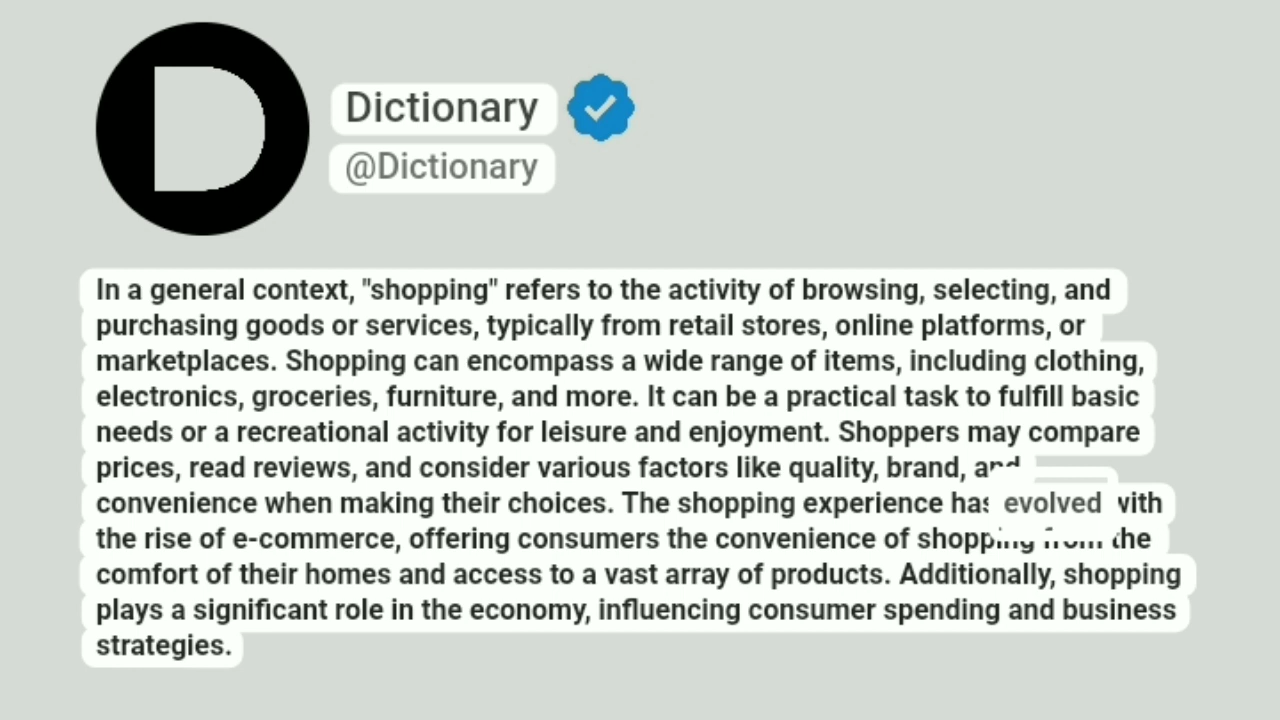 D
Dictionary
@Dictionary
In a general context, "shopping" refers to the activity of browsing, selecting, and
purchasing goods or services, typically from retail stores, online platforms, or
marketplaces. Shopping can encompass a wide range of items, including clothing,
electronics, groceries, furniture, and more. It can be a practical task to fulfill basic
needs or a recreational activity for leisure and enjoyment. Shoppers may compare
prices, read reviews, and consider various factors like quality, brand, and
convenience when making their choices. The shopping experience has evolved with
the rise of e-commerce, offering consumers the convenience of shopping from the
comfort of their homes and access to a vast array of products. Additionally, shopping
plays a significant role in the economy, influencing consumer spending and business
strategies.